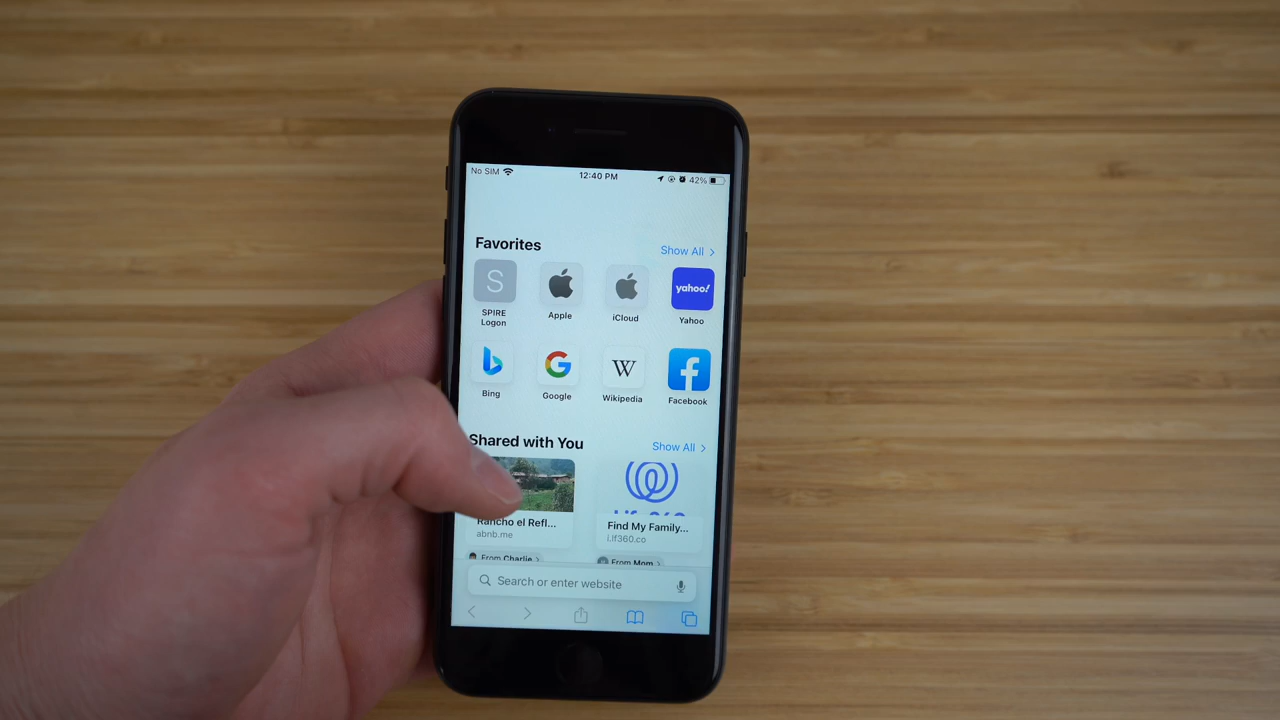 No SIM 12:40 PM 42%
Favorites Show All >
S yahoo!
SPIRE Logon Apple iCloud Yahoo
W
Bing Google Wikipedia Facebook
Shared with You Show All >
Rancho el Refl... Find My Family...
abnb.me i.lf360.co
From Charlie > From Mom >
Search or enter website